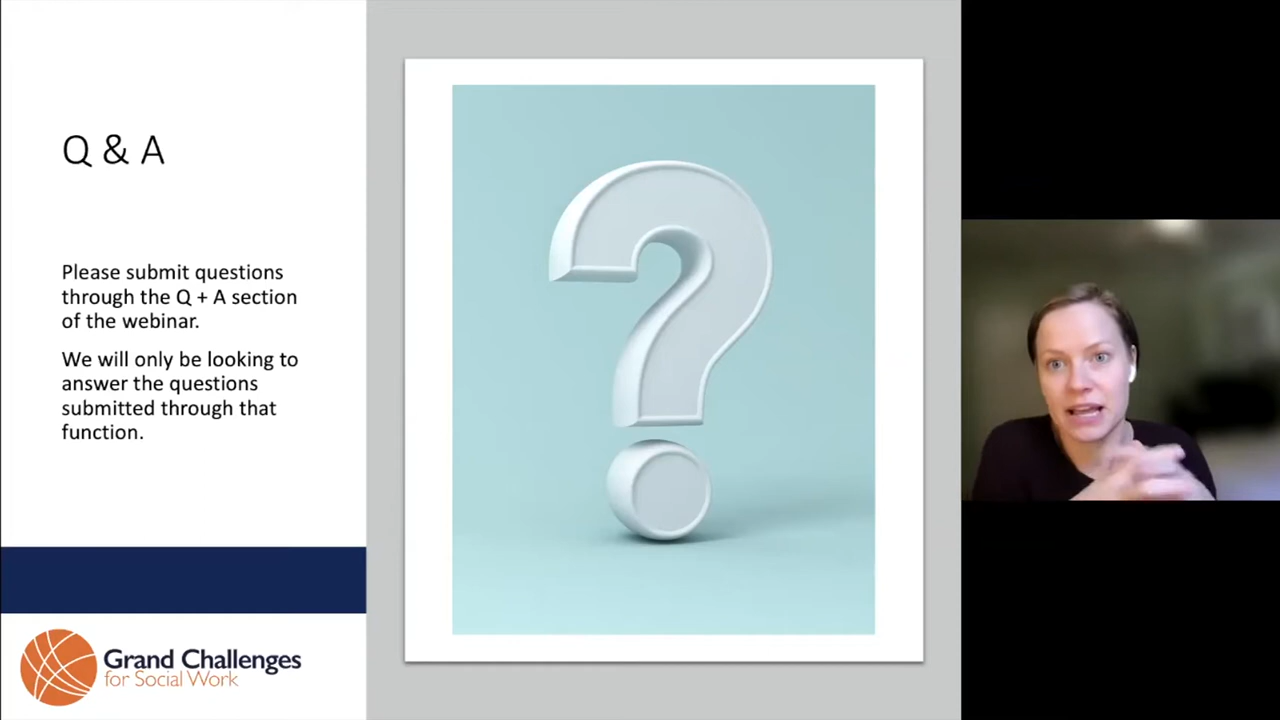 Q & A
Please submit questions
through the Q + A section
of the webinar.
We will only be looking to
answer the questions
submitted through that
function.
Grand Challenges
for Social Work